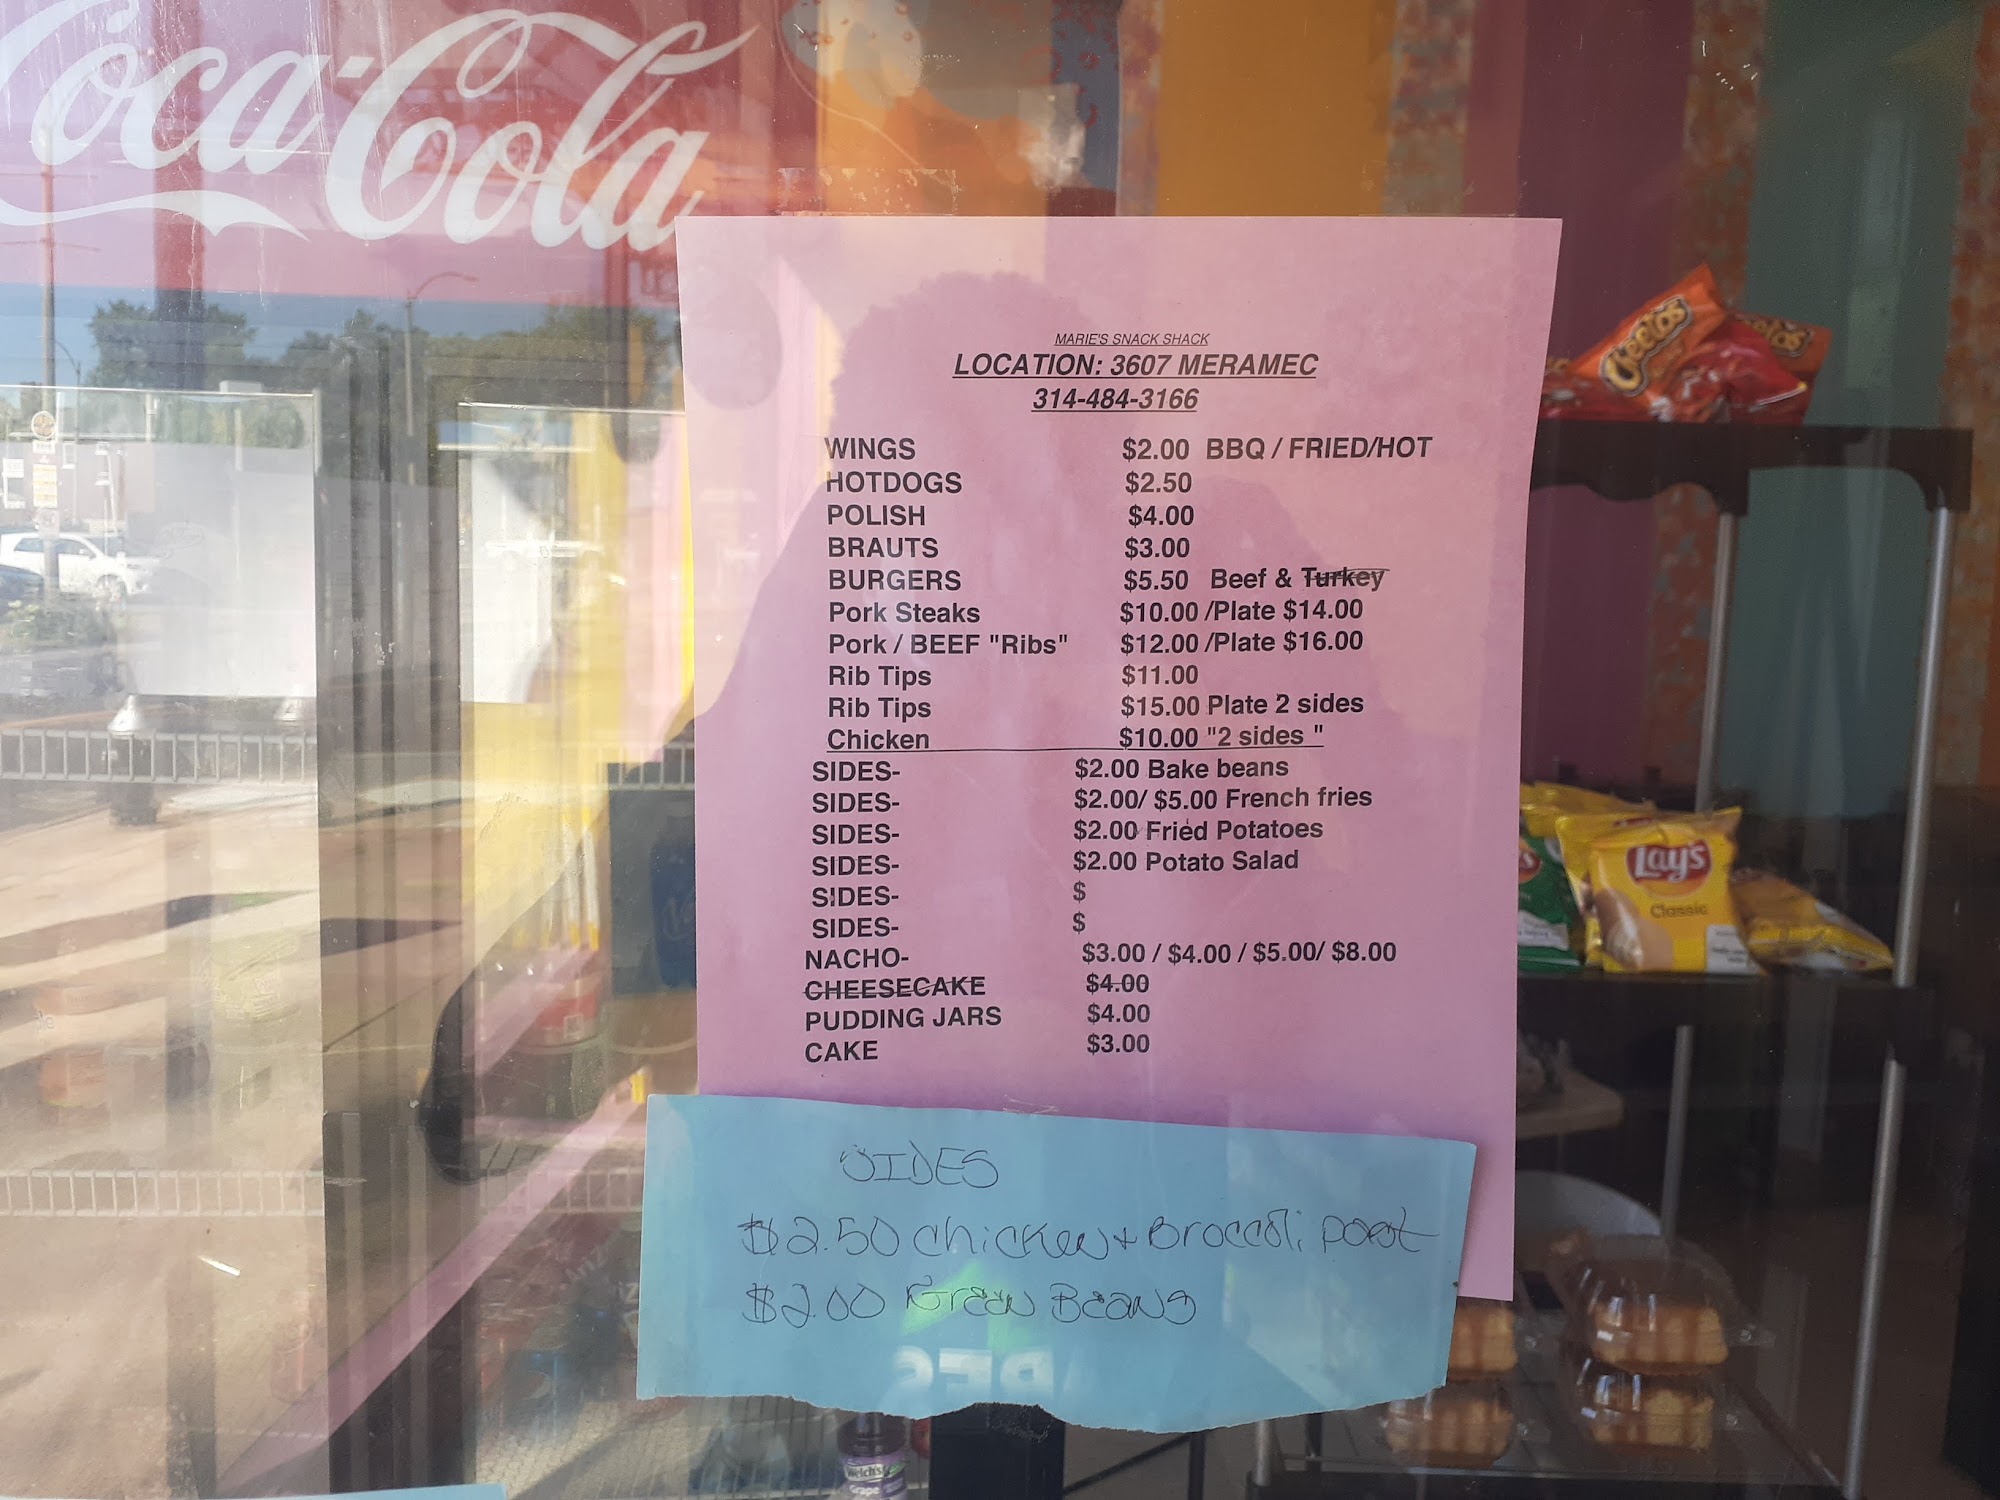 Coca-Cola
MARIE'S SNACK SHACK
LOCATION: 3607 MERAMEC
314-484-3166
WINGS $2.00 BBQ / FRIED/HOT
HOTDOGS $2.50
POLISH $4.00
BRAUTS $3.00
BURGERS $5.50 Beef & Turkey
Pork Steaks $10.00 /Plate $14.00
Pork / BEEF "Ribs" $12.00 /Plate $16.00
Rib Tips $11.00
Rib Tips $15.00 Plate 2 sides
Chicken $10.00 "2 sides "
SIDES- $2.00 Bake beans
SIDES- $2.00/ $5.00 French fries
SIDES- $2.00 Fried Potatoes
SIDES- $2.00 Potato Salad
SIDES- $
SIDES- $
NACHO- $3.00 / $4.00 / $5.00/ $8.00
CHEESECAKE $4.00
PUDDING JARS $4.00
CAKE $3.00
SIDES
$2.50 chicken + Broccoli past
$2.00 Green Beans
Cheetos
Lay's
Classic
Welch's
Grape